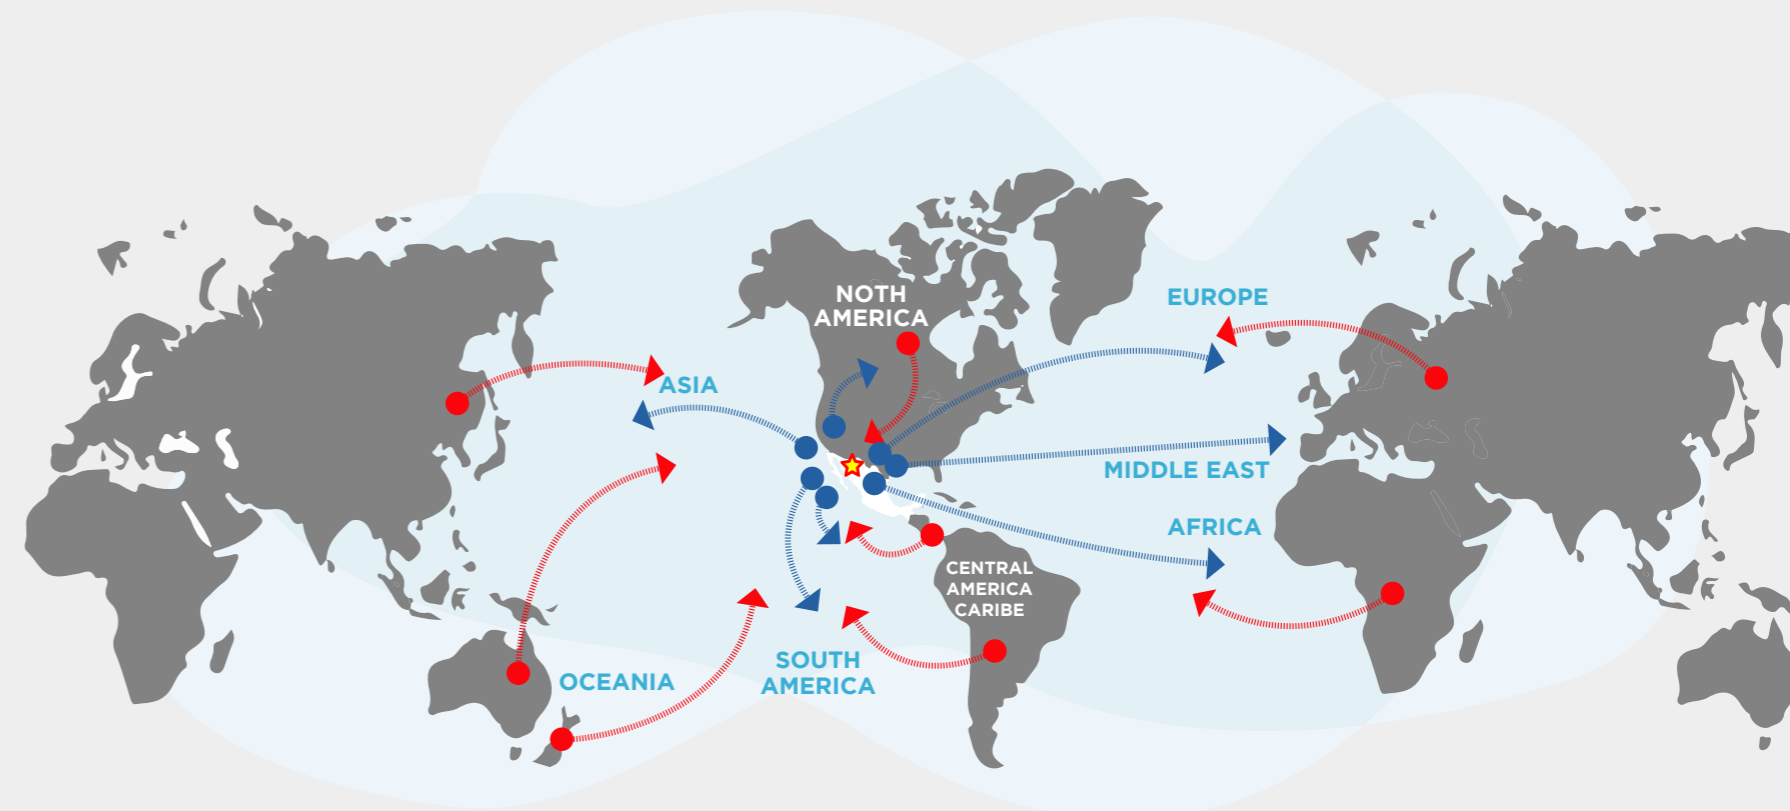 NOTH
AMERICA
EUROPE
ASIA
MIDDLE EAST
AFRICA
CENTRAL
AMERICA
CARIBE
SOUTH
AMERICA
OCEANIA